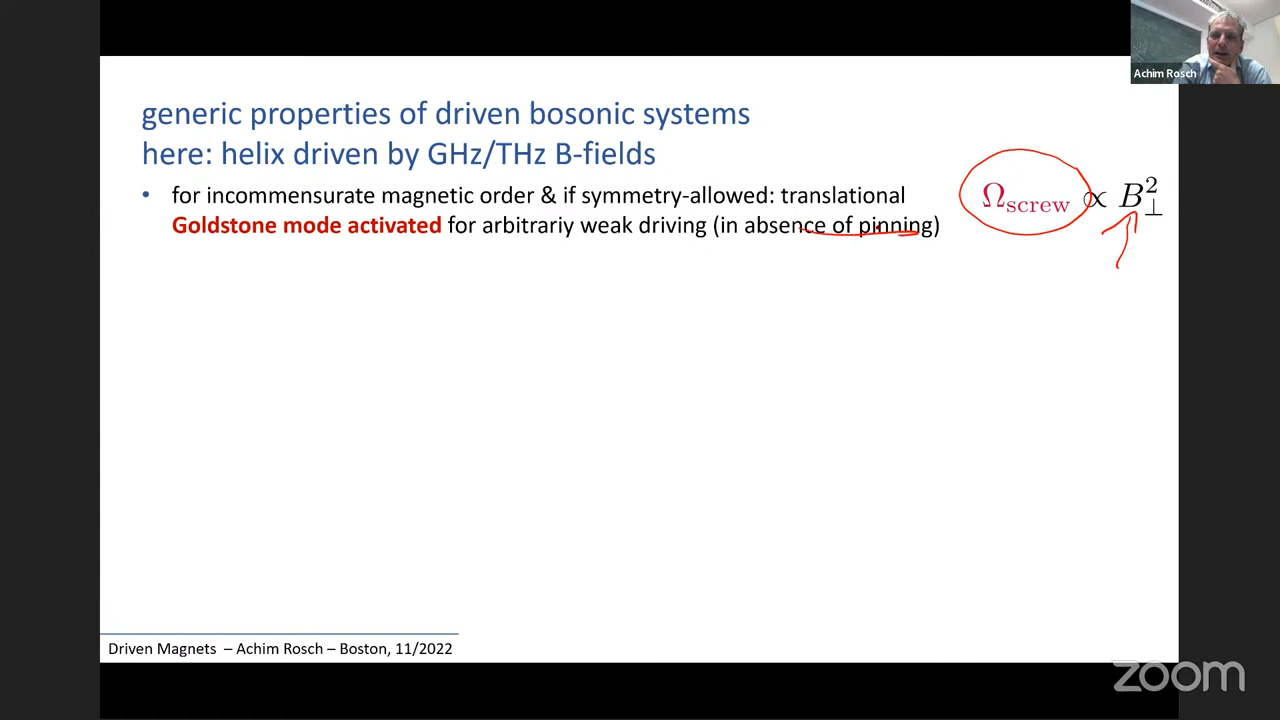 Achim Rosch
generic properties of driven bosonic systems
here: helix driven by GHz/THz B-fields
• for incommensurate magnetic order & if symmetry-allowed: translational
Goldstone mode activated for arbitrariy weak driving (in absence of pinning)
Ωscrew ∝ B²⊥
Driven Magnets – Achim Rosch – Boston, 11/2022
zoom